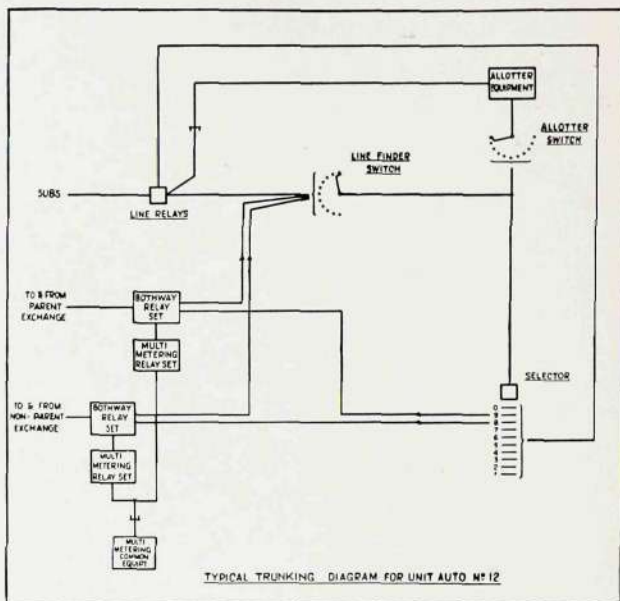 ALLOTTER
EQUIPMENT
ALLOTTER
SWITCH
LINE FINDER
SWITCH
SUBS
LINE RELAYS
TO & FROM
PARENT
EXCHANGE
BOTHWAY
RELAY
SET
MULTI
METERING
RELAY SET
TO & FROM
NON-PARENT
EXCHANGE
BOTHWAY
RELAY
SET
MULTI
METERING
RELAY SET
MULTI
METERING
COMMON
EQUIPT
SELECTOR
0
9
8
7
6
5
4
3
2
1
TYPICAL TRUNKING DIAGRAM FOR UNIT AUTO Nº 12